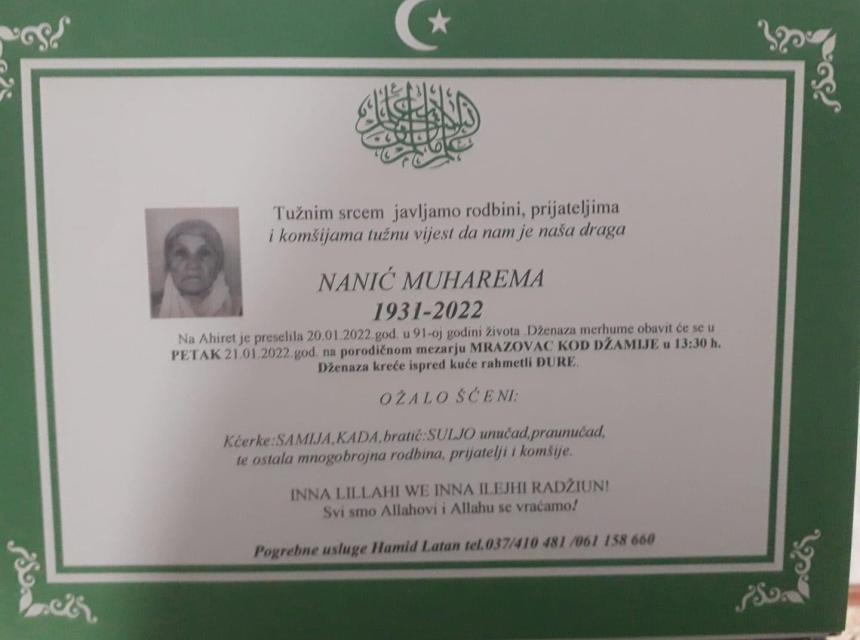 Tužnim srcem javljamo rodbini, prijateljima
i komšijama tužnu vijest da nam je naša draga
NANIĆ MUHAREMA
1931-2022
Na Ahiret je preselila 20.01.2022.god. u 91-oj godini života .Dženaza merhume obavit će se u
PETAK 21.01.2022.god. na porodičnom mezarju MRAZOVAC KOD DŽAMIJE u 13:30 h.
Dženaza kreće ispred kuće rahmetli ĐURE.
OŽALOŠĆENI:
Kćerke:SAMIJA,KADA,bratić:SULJO unučad,praunučad,
te ostala mnogobrojna rodbina, prijatelji i komšije.
INNA LILLAHI WE INNA ILEJHI RADŽIUN!
Svi smo Allahovi i Allahu se vraćamo!
Pogrebne usluge Hamid Latan tel.037/410 481 /061 158 660